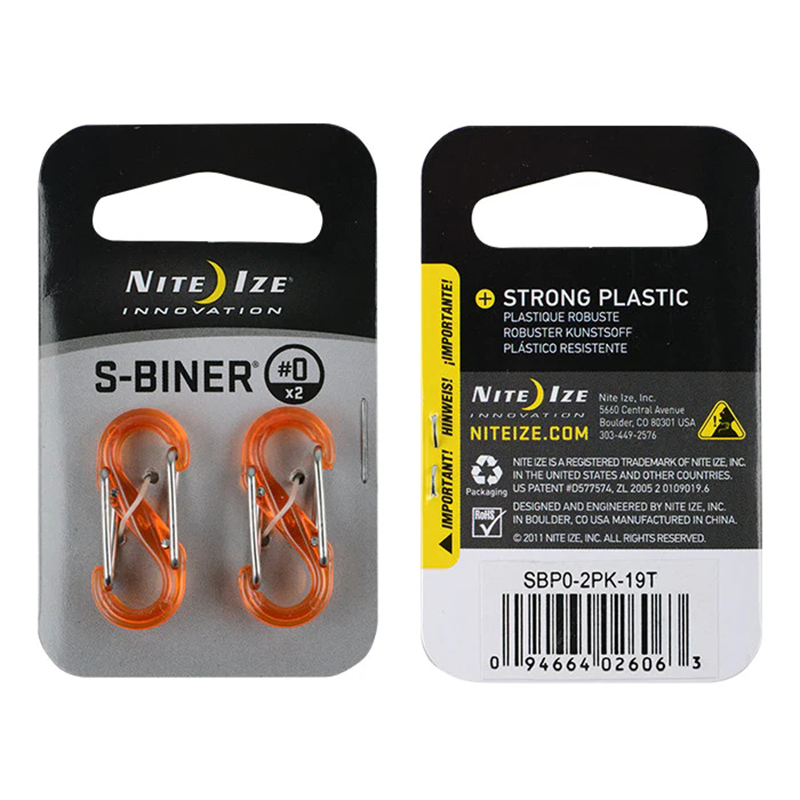 NITE IZE®
INNOVATION
S-BINER® #0
x2
STRONG PLASTIC
PLASTIQUE ROBUSTE
ROBUSTER KUNSTSOFF
PLÁSTICO RESISTENTE
IMPORTANT! HINWEIS! ¡IMPORTANTE!
NITE IZE
INNOVATION
NITEIZE.COM
Nite Ize, Inc.
5660 Central Avenue
Boulder, CO 80301 USA
303-449-2576
Packaging
NITE IZE IS A REGISTERED TRADEMARK OF NITE IZE, INC.
IN THE UNITED STATES AND OTHER COUNTRIES.
US PATENT #D577574, ZL 2005 2 0109019.6
RoHS
DESIGNED AND ENGINEERED BY NITE IZE, INC.
IN BOULDER, CO USA MANUFACTURED IN CHINA.
© 2011 NITE IZE, INC. ALL RIGHTS RESERVED.
SBP0-2PK-19T
0 94664 02606 3